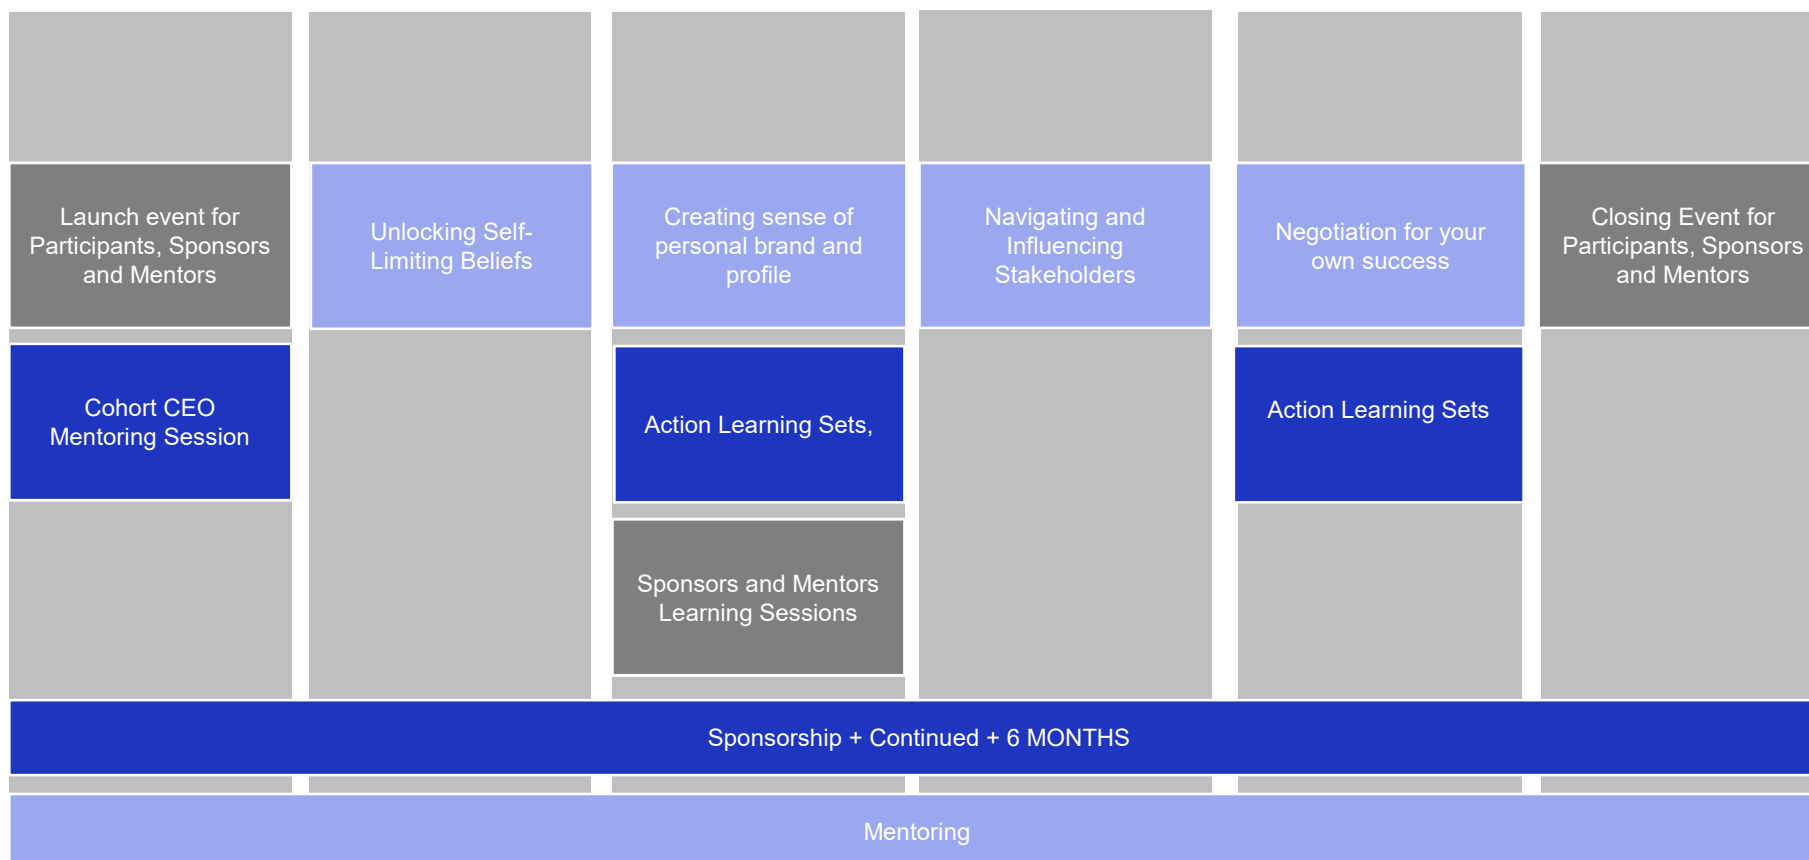 Launch event for
Participants, Sponsors
and Mentors
Unlocking Self-
Limiting Beliefs
Creating sense of
personal brand and
profile
Navigating and
Influencing
Stakeholders
Negotiation for your
own success
Closing Event for
Participants, Sponsors
and Mentors
Cohort CEO
Mentoring Session
Action Learning Sets,
Action Learning Sets
Sponsors and Mentors
Learning Sessions
Sponsorship + Continued + 6 MONTHS
Mentoring